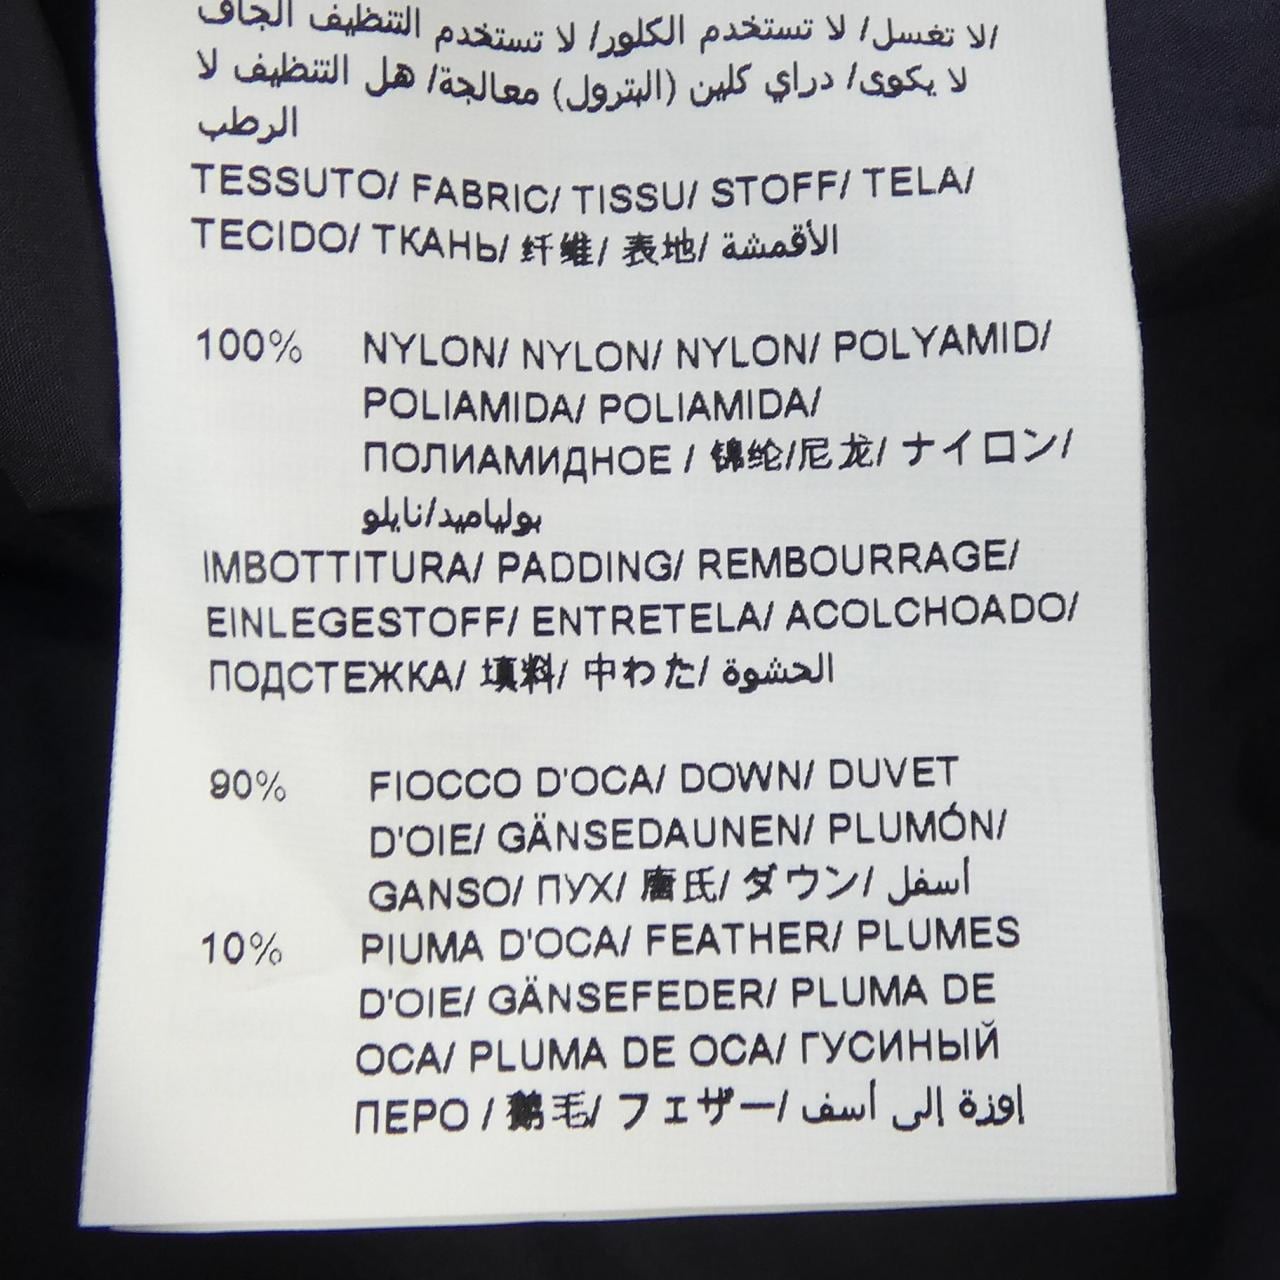 /لا تغسل/ لا تستخدم الكلور/ لا تستخدم التنظيف الجاف
لا يكوى/ دراي كلين (البترول) معالجة/ هل التنظيف لا
الرطب
TESSUTO/ FABRIC/ TISSU/ STOFF/ TELA/
TECIDO/ ТКАНЬ/ 纤维/ 表地/ الأقمشة
100% NYLON/ NYLON/ NYLON/ POLYAMID/
POLIAMIDA/ POLIAMIDA/
ПОЛИАМИДНОЕ / 锦纶/尼龙/ ナイロン/
بولياميد/نايلو
IMBOTTITURA/ PADDING/ REMBOURRAGE/
EINLEGESTOFF/ ENTRETELA/ ACOLCHOADO/
ПОДСТЕЖКА/ 填料/ 中わた/ الحشوة
90% FIOCCO D'OCA/ DOWN/ DUVET
D'OIE/ GÄNSEDAUNEN/ PLUMÓN/
GANSO/ ПУХ/ 唐氏/ ダウン/ أسفل
10% PIUMA D'OCA/ FEATHER/ PLUMES
D'OIE/ GÄNSEFEDER/ PLUMA DE
OCA/ PLUMA DE OCA/ ГУСИНЫЙ
ПЕРО / 鹅毛/ フェザー/ إوزة إلى أسف